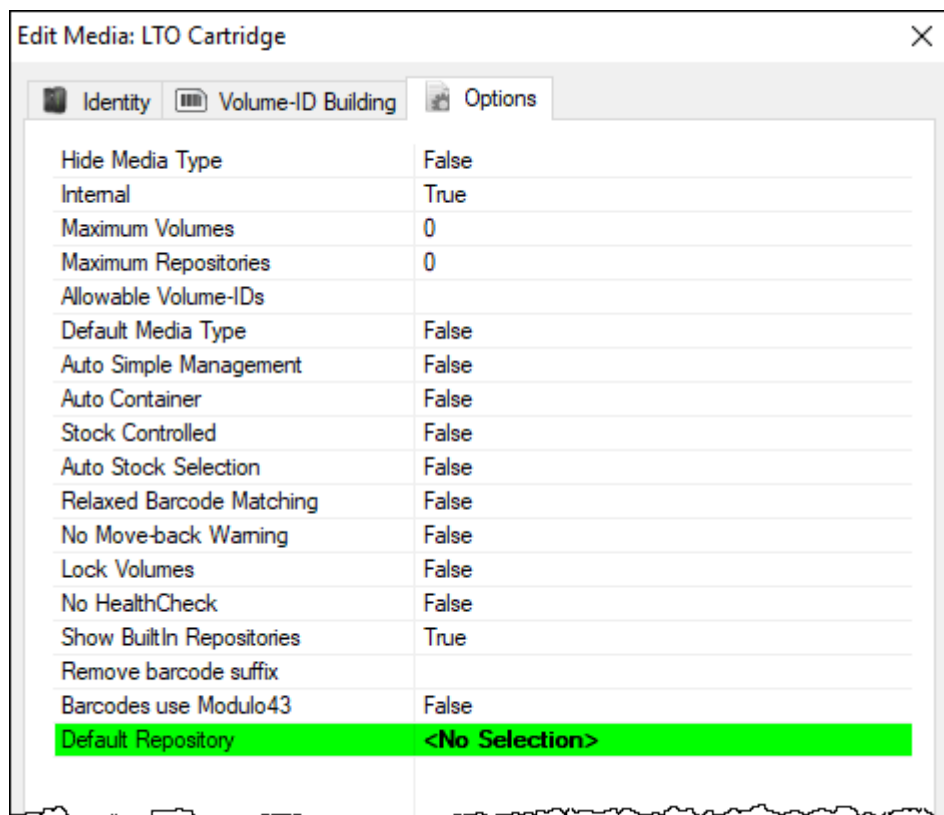 Edit Media: LTO Cartridge
Identity Volume-ID Building Options
Hide Media Type False
Internal True
Maximum Volumes 0
Maximum Repositories 0
Allowable Volume-IDs
Default Media Type False
Auto Simple Management False
Auto Container False
Stock Controlled False
Auto Stock Selection False
Relaxed Barcode Matching False
No Move-back Warning False
Lock Volumes False
No HealthCheck False
Show BuiltIn Repositories True
Remove barcode suffix
Barcodes use Modulo43 False
Default Repository <No Selection>